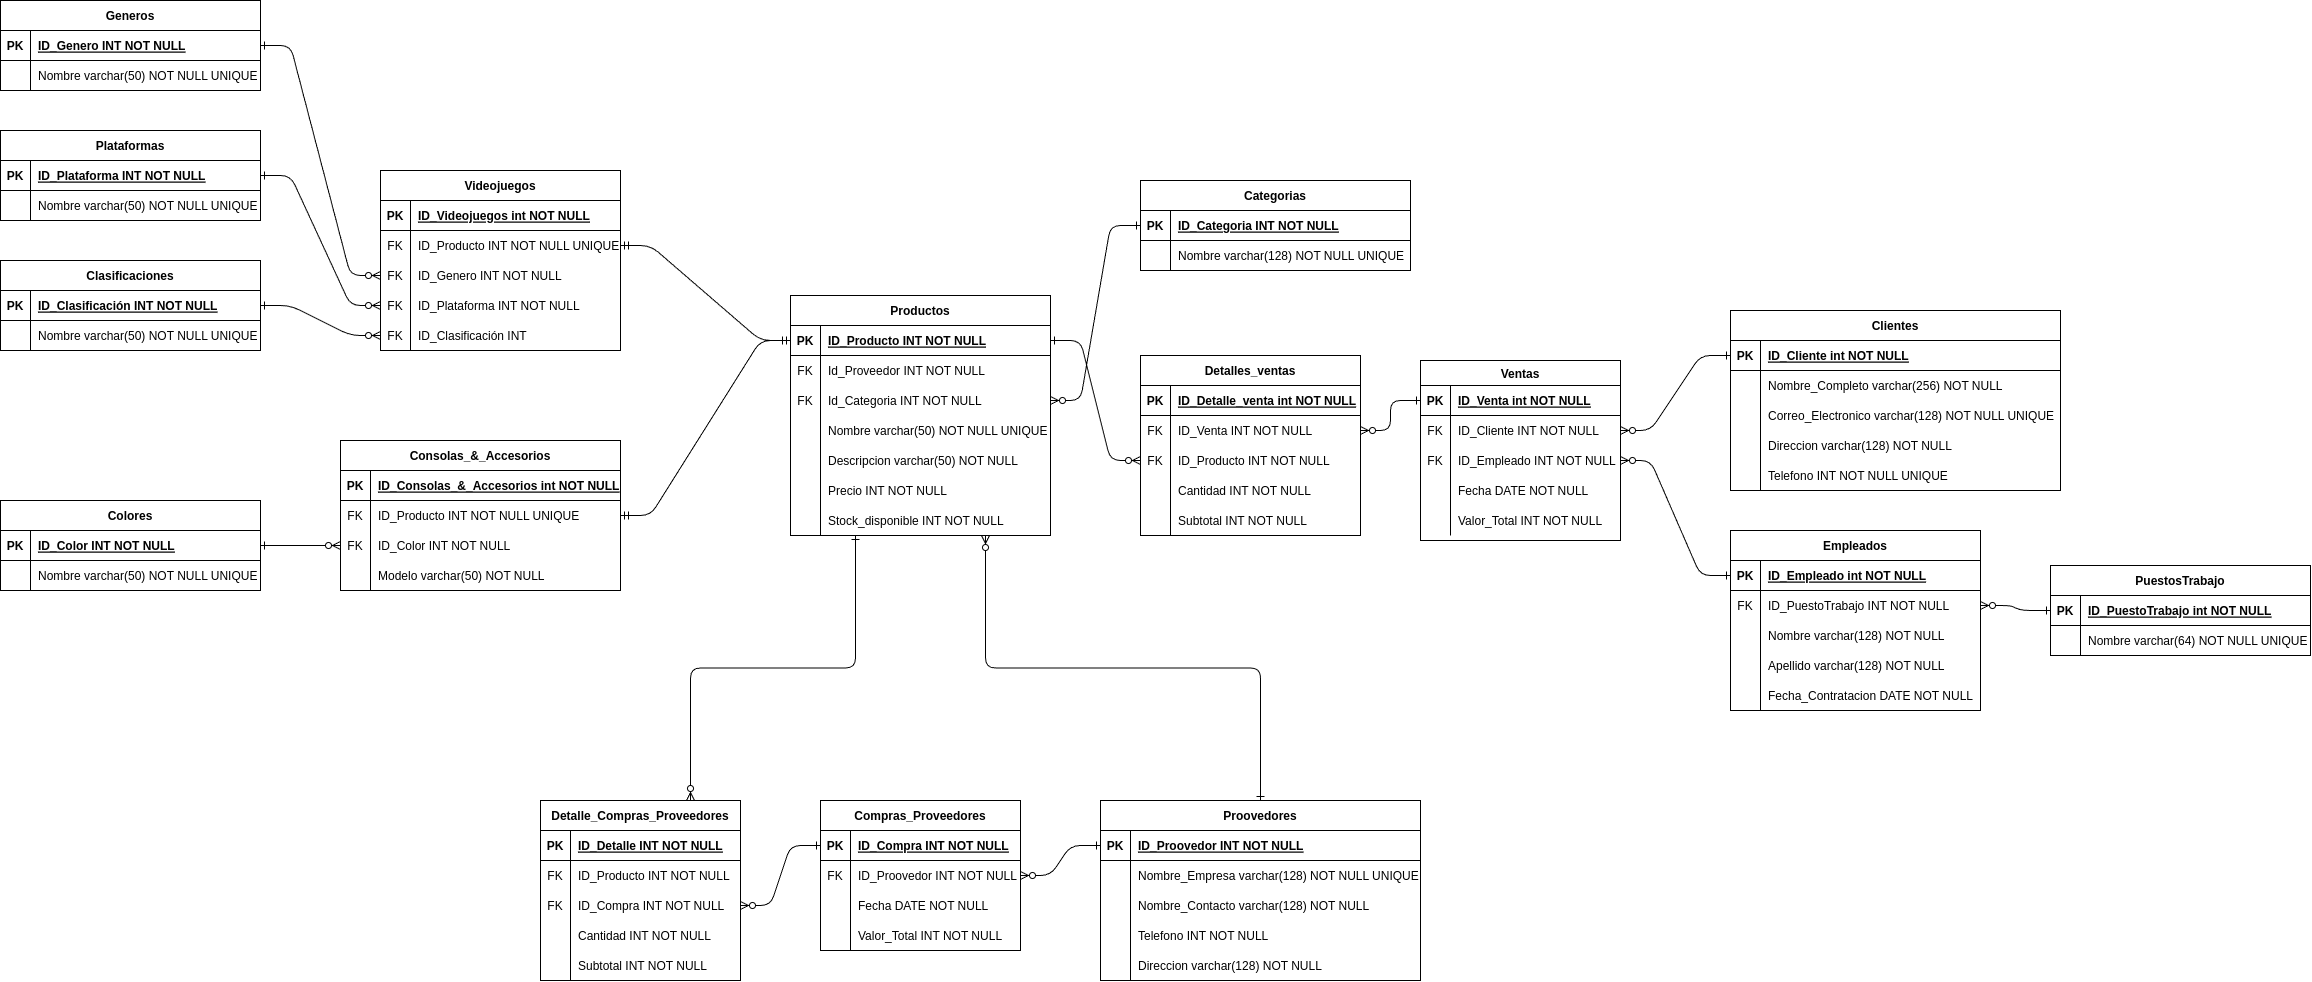 Generos
PK ID_Genero INT NOT NULL
Nombre varchar(50) NOT NULL UNIQUE
Plataformas
PK ID_Plataforma INT NOT NULL
Nombre varchar(50) NOT NULL UNIQUE
Clasificaciones
PK ID_Clasificación INT NOT NULL
Nombre varchar(50) NOT NULL UNIQUE
Colores
PK ID_Color INT NOT NULL
Nombre varchar(50) NOT NULL UNIQUE
Videojuegos
PK ID_Videojuegos int NOT NULL
FK ID_Producto INT NOT NULL UNIQUE
FK ID_Genero INT NOT NULL
FK ID_Plataforma INT NOT NULL
FK ID_Clasificación INT
Consolas_&_Accesorios
PK ID_Consolas_&_Accesorios int NOT NULL
FK ID_Producto INT NOT NULL UNIQUE
FK ID_Color INT NOT NULL
Modelo varchar(50) NOT NULL
Productos
PK ID_Producto INT NOT NULL
FK Id_Proveedor INT NOT NULL
FK Id_Categoria INT NOT NULL
Nombre varchar(50) NOT NULL UNIQUE
Descripcion varchar(50) NOT NULL
Precio INT NOT NULL
Stock_disponible INT NOT NULL
Categorias
PK ID_Categoria INT NOT NULL
Nombre varchar(128) NOT NULL UNIQUE
Detalles_ventas
PK ID_Detalle_venta int NOT NULL
FK ID_Venta INT NOT NULL
FK ID_Producto INT NOT NULL
Cantidad INT NOT NULL
Subtotal INT NOT NULL
Ventas
PK ID_Venta int NOT NULL
FK ID_Cliente INT NOT NULL
FK ID_Empleado INT NOT NULL
Fecha DATE NOT NULL
Valor_Total INT NOT NULL
Clientes
PK ID_Cliente int NOT NULL
Nombre_Completo varchar(256) NOT NULL
Correo_Electronico varchar(128) NOT NULL UNIQUE
Direccion varchar(128) NOT NULL
Telefono INT NOT NULL UNIQUE
Empleados
PK ID_Empleado int NOT NULL
FK ID_PuestoTrabajo INT NOT NULL
Nombre varchar(128) NOT NULL
Apellido varchar(128) NOT NULL
Fecha_Contratacion DATE NOT NULL
PuestosTrabajo
PK ID_PuestoTrabajo int NOT NULL
Nombre varchar(64) NOT NULL UNIQUE
Detalle_Compras_Proveedores
PK ID_Detalle INT NOT NULL
FK ID_Producto INT NOT NULL
FK ID_Compra INT NOT NULL
Cantidad INT NOT NULL
Subtotal INT NOT NULL
Compras_Proveedores
PK ID_Compra INT NOT NULL
FK ID_Proovedor INT NOT NULL
Fecha DATE NOT NULL
Valor_Total INT NOT NULL
Proovedores
PK ID_Proovedor INT NOT NULL
Nombre_Empresa varchar(128) NOT NULL UNIQUE
Nombre_Contacto varchar(128) NOT NULL
Telefono INT NOT NULL
Direccion varchar(128) NOT NULL